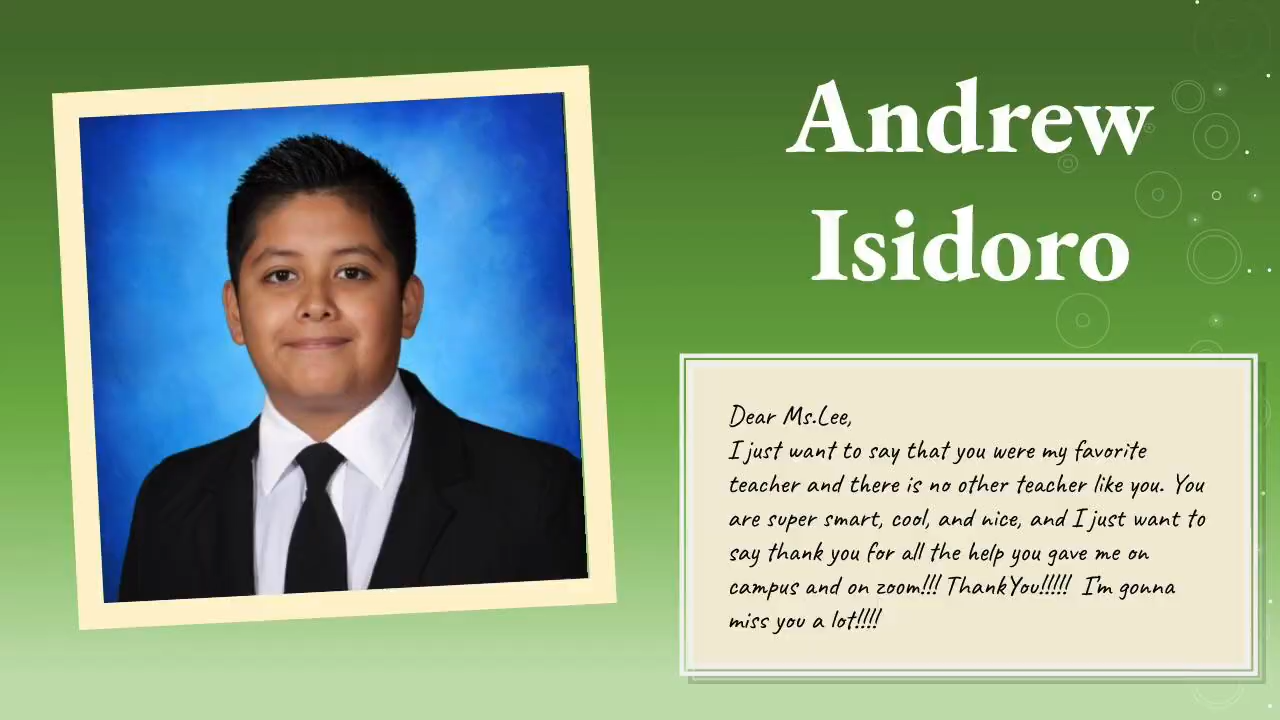 Andrew
Isidoro
Dear Ms.Lee,
I just want to say that you were my favorite
teacher and there is no other teacher like you. You
are super smart, cool, and nice, and I just want to
say thank you for all the help you gave me on
campus and on zoom!!! ThankYou!!!!! I'm gonna
miss you a lot!!!!